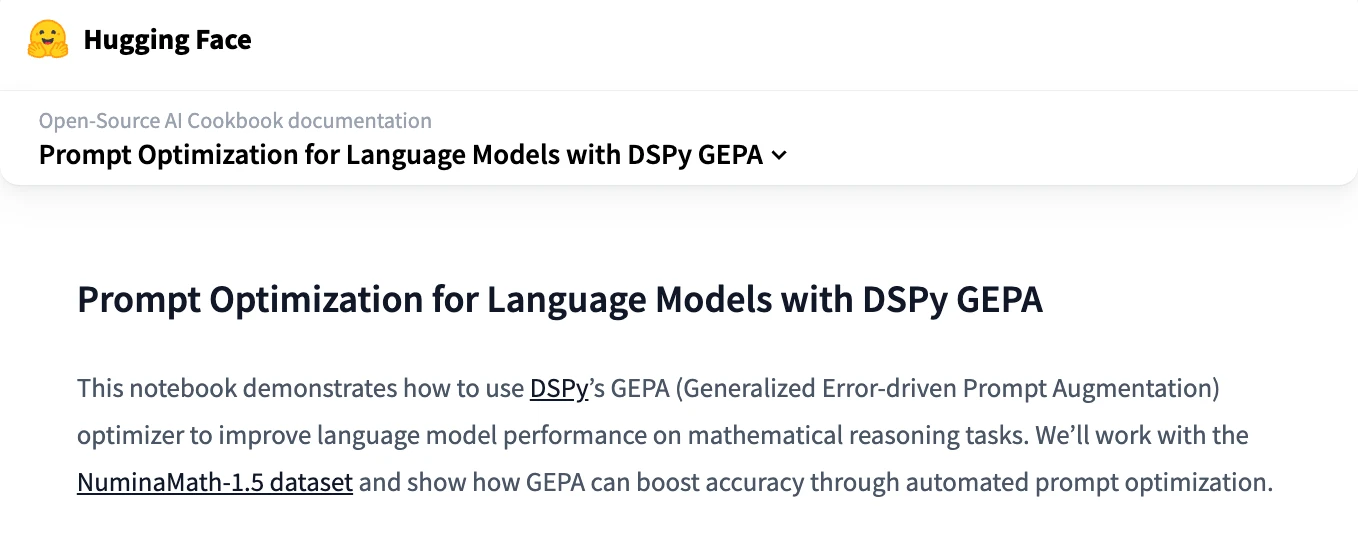 Hugging Face
Open-Source AI Cookbook documentation
Prompt Optimization for Language Models with DSPy GEPA
Prompt Optimization for Language Models with DSPy GEPA
This notebook demonstrates how to use DSPy’s GEPA (Generalized Error-driven Prompt Augmentation)
optimizer to improve language model performance on mathematical reasoning tasks. We’ll work with the
NuminaMath-1.5 dataset and show how GEPA can boost accuracy through automated prompt optimization.